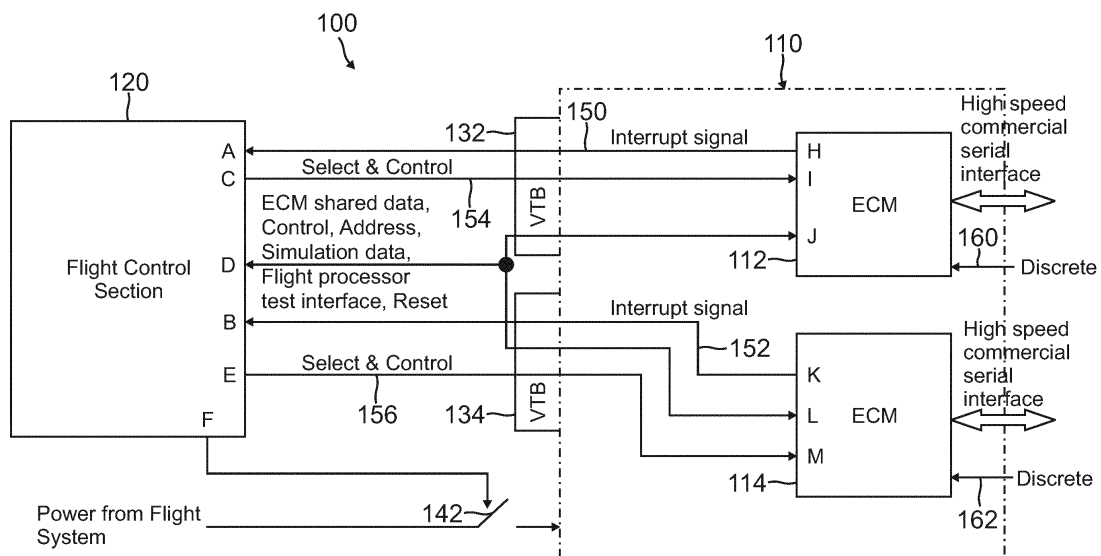 100
110
120
132
150
High speed
commercial
serial
interface
A
Interrupt signal
H
C
Select & Control
I
154
VTB
ECM
ECM shared data,
Control, Address,
Simulation data,
Flight processor
test interface, Reset
J
112
160
Discrete
Flight Control
Section
D
B
Interrupt signal
152
High speed
commercial
serial
interface
E
Select & Control
156
134
VTB
K
L
M
ECM
114
F
142
Power from Flight
System
162
Discrete